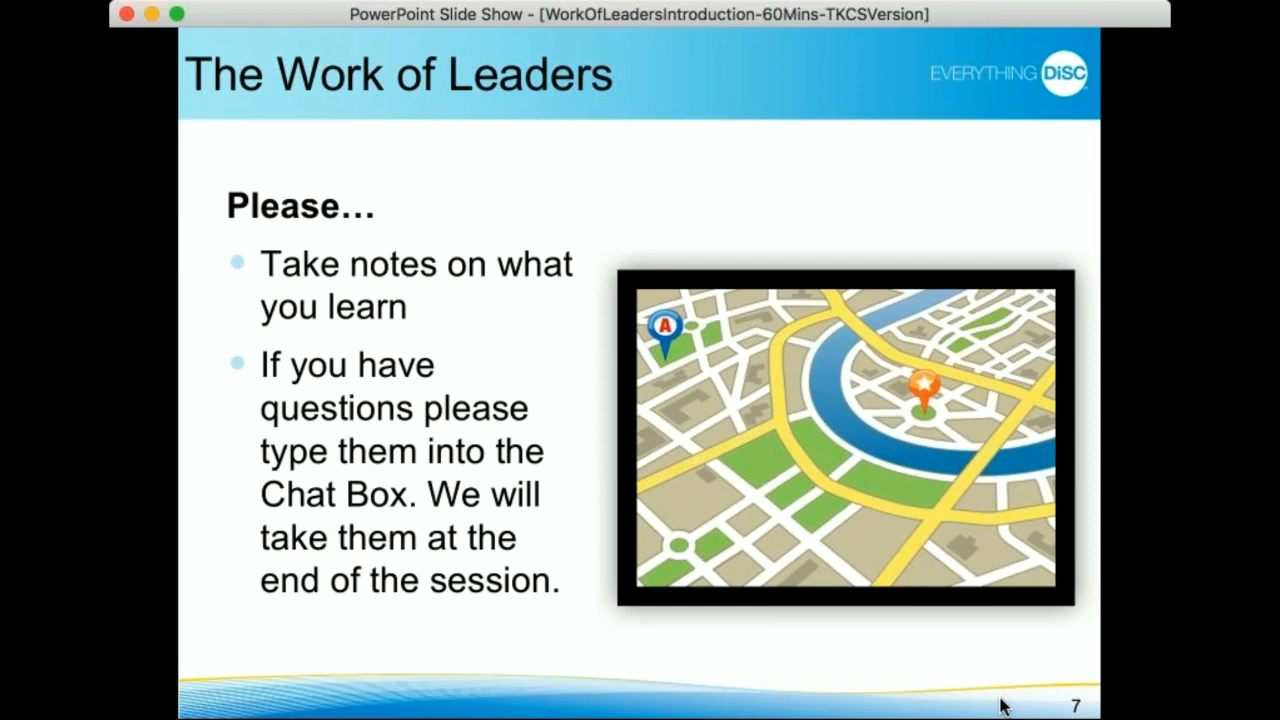 PowerPoint Slide Show - [WorkOfLeadersIntroduction-60Mins-TKCSVersion]
The Work of Leaders
EVERYTHING DiSC
Please…
Take notes on what
you learn
If you have
questions please
type them into the
Chat Box. We will
take them at the
end of the session.
A
7